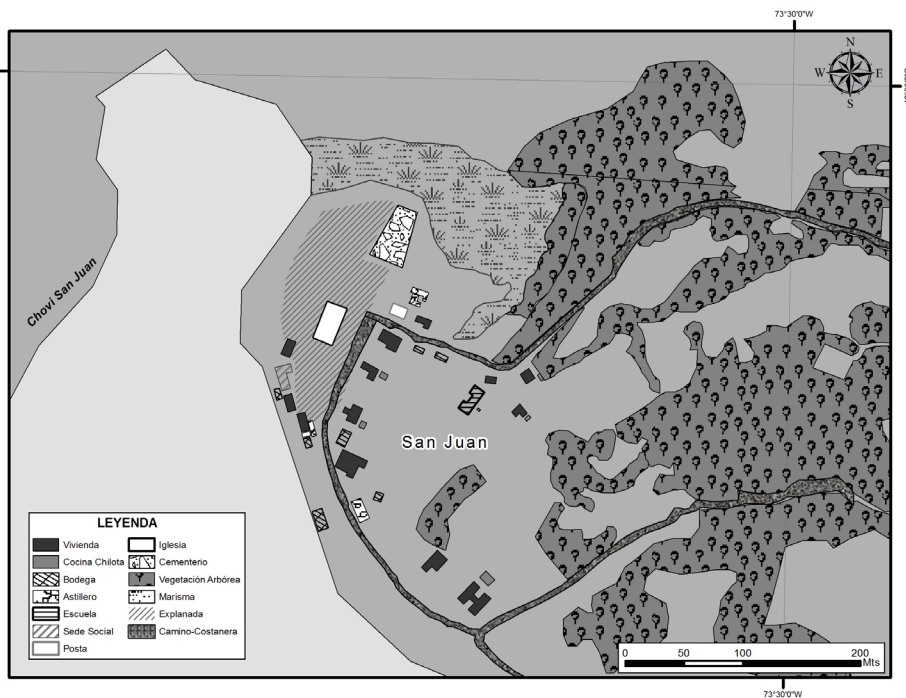 73°30'0"W
N
W E
S
Chovi San Juan
San Juan
LEYENDA
Vivienda
Iglesia
Cocina Chilota
Cementerio
Bodega
Vegetación Arbórea
Astillero
Marisma
Escuela
Explanada
Sede Social
Camino-Costanera
Posta
0 50 100 200
Mts
73°30'0"W